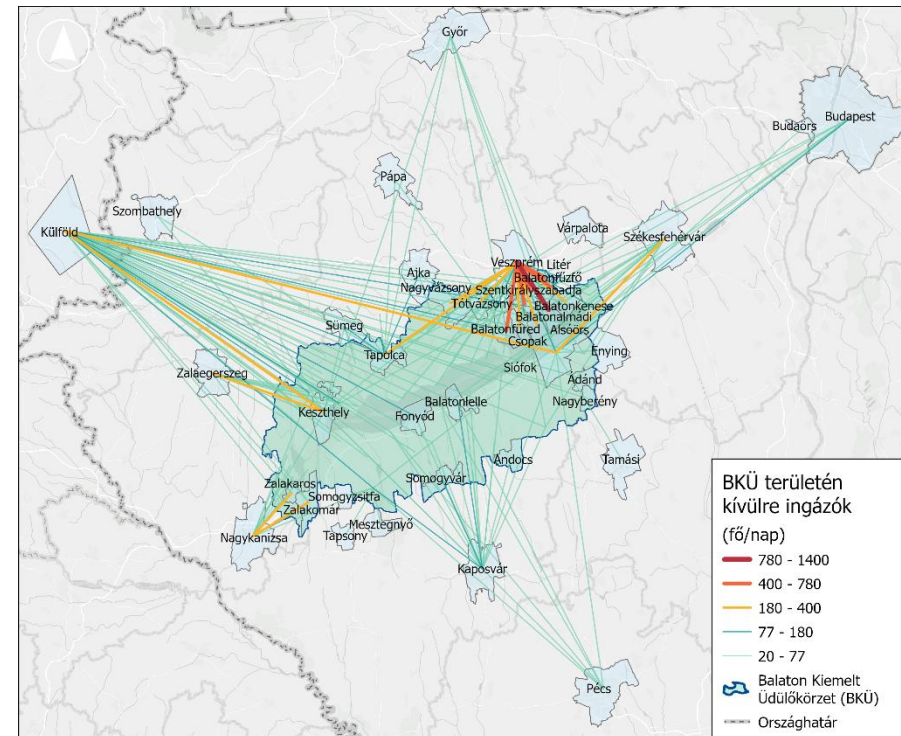 Győr
Budaörs
Budapest
Pápa
Szombathely
Külföld
Várpalota
Székesfehérvár
Veszprém
Litér
Ajka
Balatonfűzfő
Nagyvázsony
Szentkirályszabadja
Tótvázsony
Balatonkenese
Balatonalmádi
Sümeg
Balatonfüred
Alsóörs
Csopak
Tapolca
Enying
Siófok
Zalaegerszeg
Ádánd
Nagyberény
Keszthely
Balatonlelle
Fonyód
Andocs
Tamási
Somogyvár
Zalakaros
Somogyzsitfa
Zalakomár
Mesztegnyő
Nagykanizsa
Tapsony
Kaposvár
Pécs
BKÜ területén
kívülre ingázók
(fő/nap)
780 - 1400
400 - 780
180 - 400
77 - 180
20 - 77
Balaton Kiemelt
Üdülőkörzet (BKÜ)
Országhatár